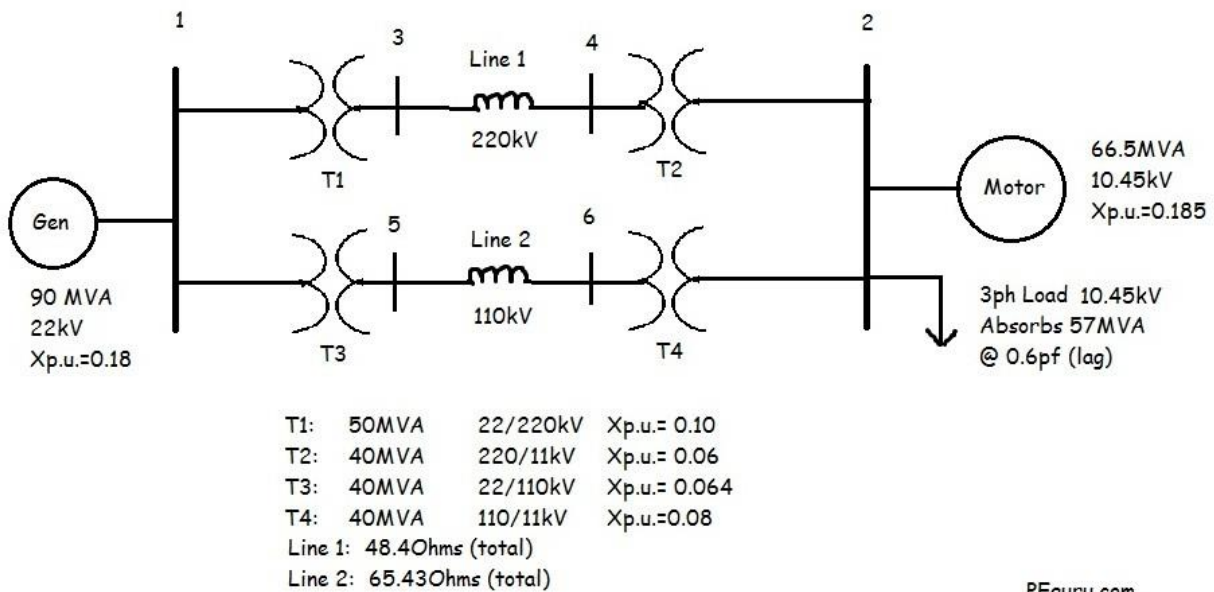 1
2
3
4
Line 1
220kV
T1
T2
Gen
90 MVA
22kV
Xp.u.=0.18
5
6
Line 2
110kV
T3
T4
Motor
66.5MVA
10.45kV
Xp.u.=0.185
3ph Load 10.45kV
Absorbs 57MVA
@ 0.6pf (lag)
T1: 50MVA 22/220kV Xp.u.= 0.10
T2: 40MVA 220/11kV Xp.u.= 0.06
T3: 40MVA 22/110kV Xp.u.= 0.064
T4: 40MVA 110/11kV Xp.u.=0.08
Line 1: 48.4Ohms (total)
Line 2: 65.43Ohms (total)
PEguru.com